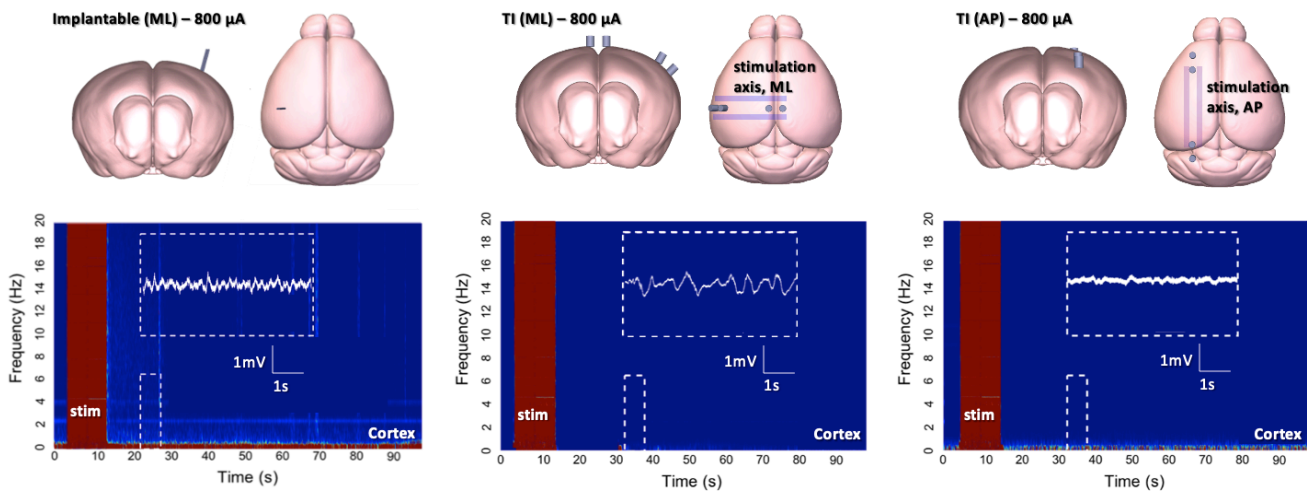 Implantable (ML) – 800 µA
TI (ML) – 800 µA
stimulation
axis, ML
TI (AP) – 800 µA
stimulation
axis, AP
Frequency (Hz)
20
18
16
14
12
10
8
6
4
2
0
1mV
1s
stim
Cortex
0 10 20 30 40 50 60 70 80 90
Time (s)
Frequency (Hz)
20
18
16
14
12
10
8
6
4
2
0
1mV
1s
stim
Cortex
0 10 20 30 40 50 60 70 80 90
Time (s)
Frequency (Hz)
20
18
16
14
12
10
8
6
4
2
0
1mV
1s
stim
Cortex
0 10 20 30 40 50 60 70 80 90
Time (s)